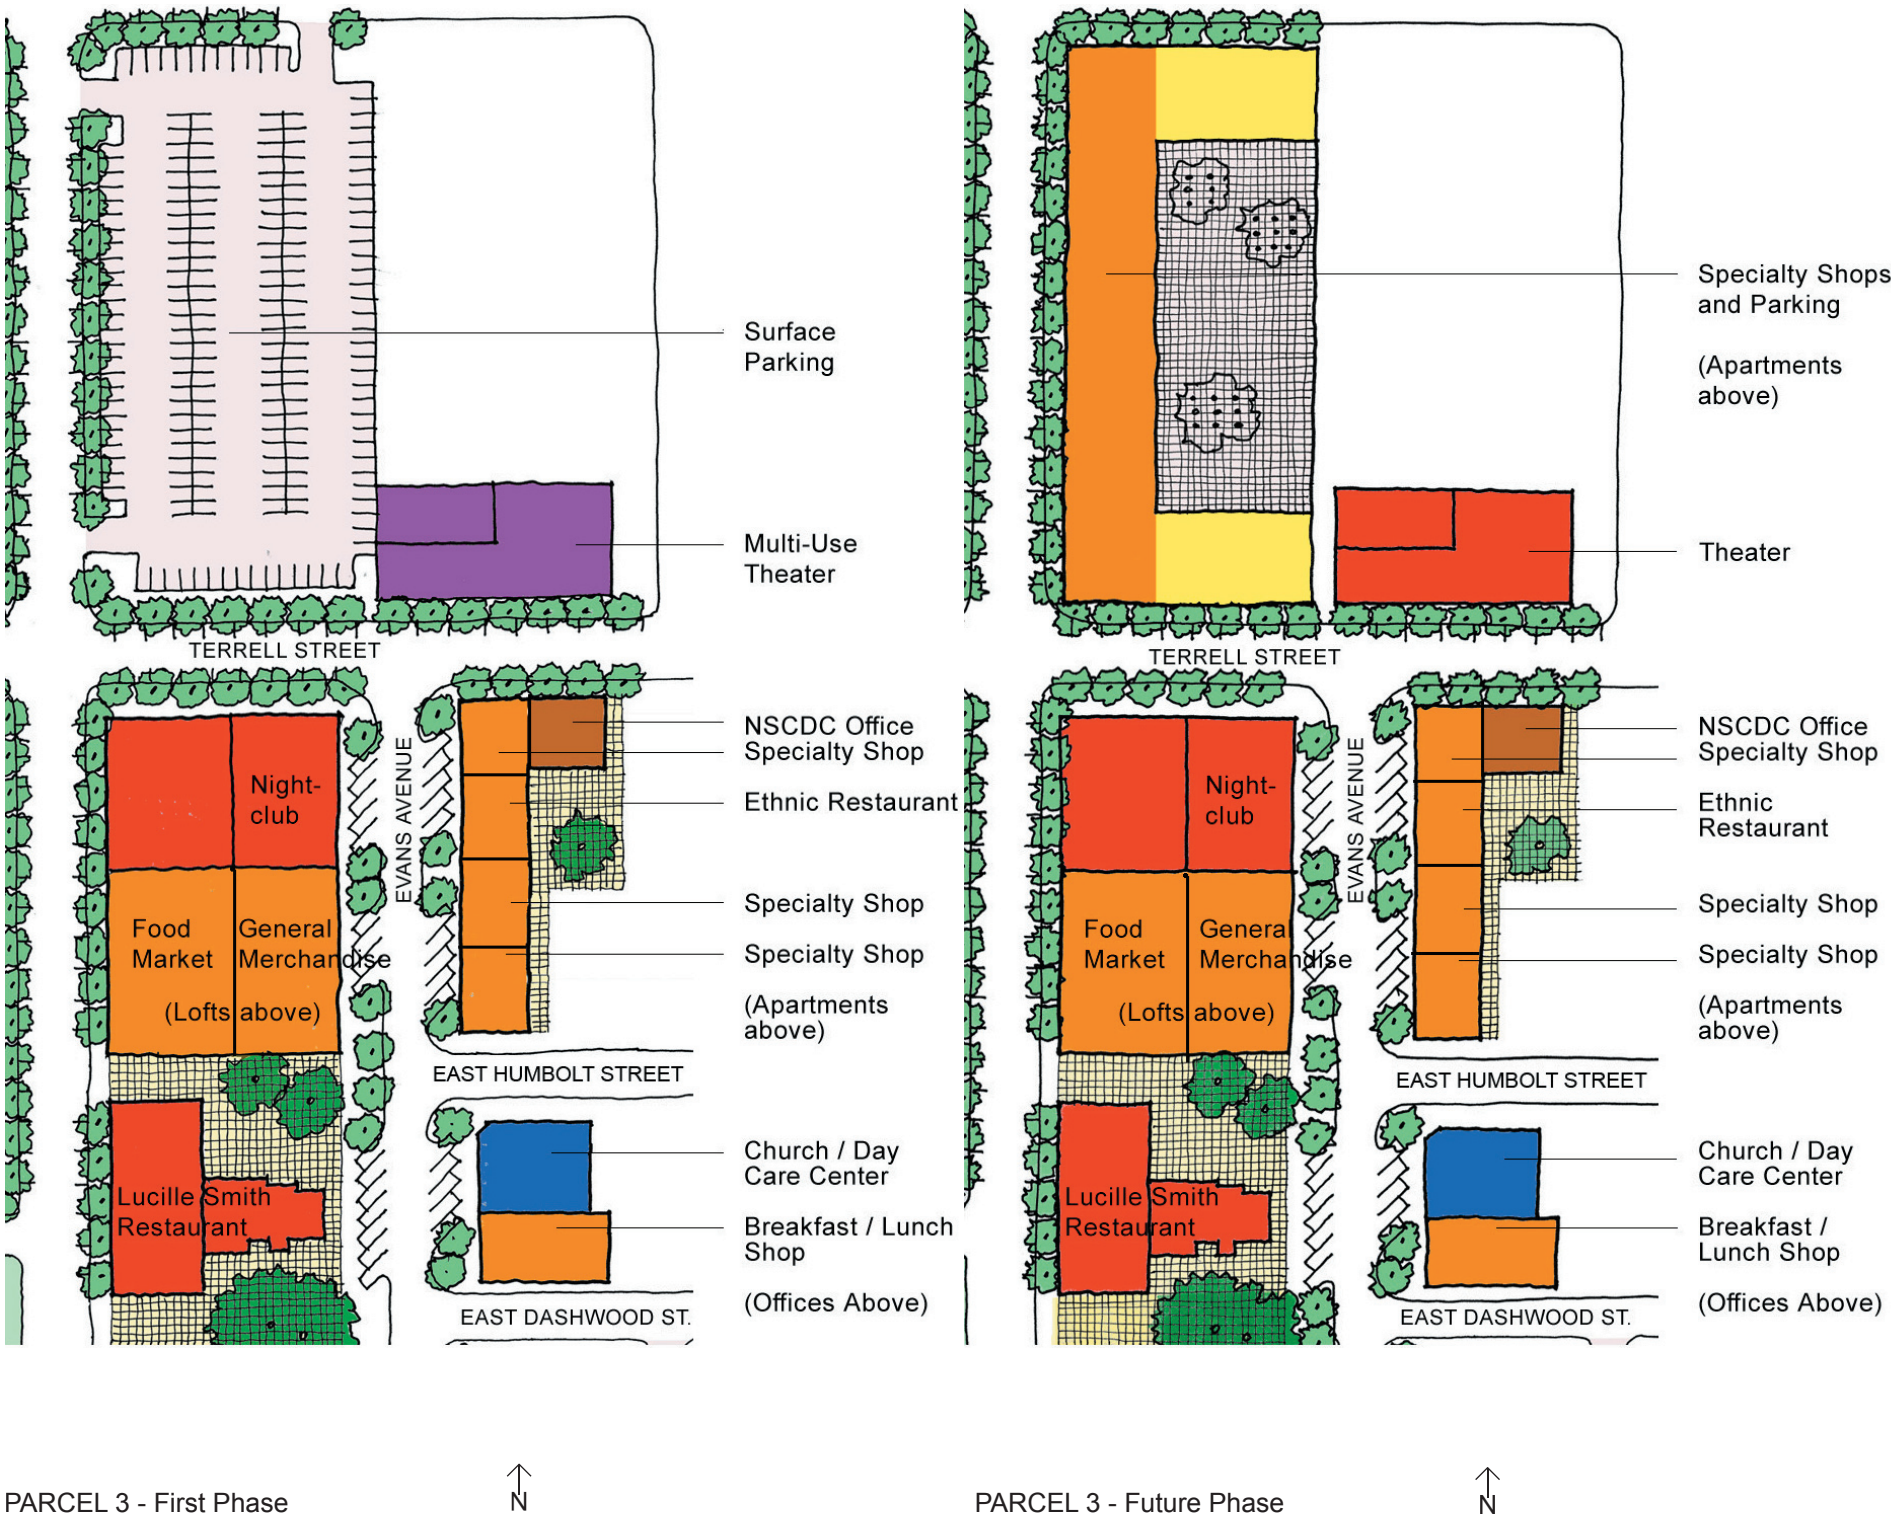 Surface
Parking
Multi-Use
Theater
TERRELL STREET
Night-
club
EVANS AVENUE
NSCDC Office
Specialty Shop
Ethnic Restaurant
Food
Market
General
Merchandise
(Lofts above)
Specialty Shop
Specialty Shop
(Apartments
above)
EAST HUMBOLT STREET
Lucille Smith
Restaurant
Church / Day
Care Center
Breakfast / Lunch
Shop
(Offices Above)
EAST DASHWOOD ST.
N
PARCEL 3 - First Phase
Specialty Shops
and Parking
(Apartments
above)
Theater
TERRELL STREET
Night-
club
EVANS AVENUE
NSCDC Office
Specialty Shop
Ethnic
Restaurant
Food
Market
General
Merchandise
(Lofts above)
Specialty Shop
Specialty Shop
(Apartments
above)
EAST HUMBOLT STREET
Lucille Smith
Restaurant
Church / Day
Care Center
Breakfast /
Lunch Shop
(Offices Above)
EAST DASHWOOD ST.
N
PARCEL 3 - Future Phase